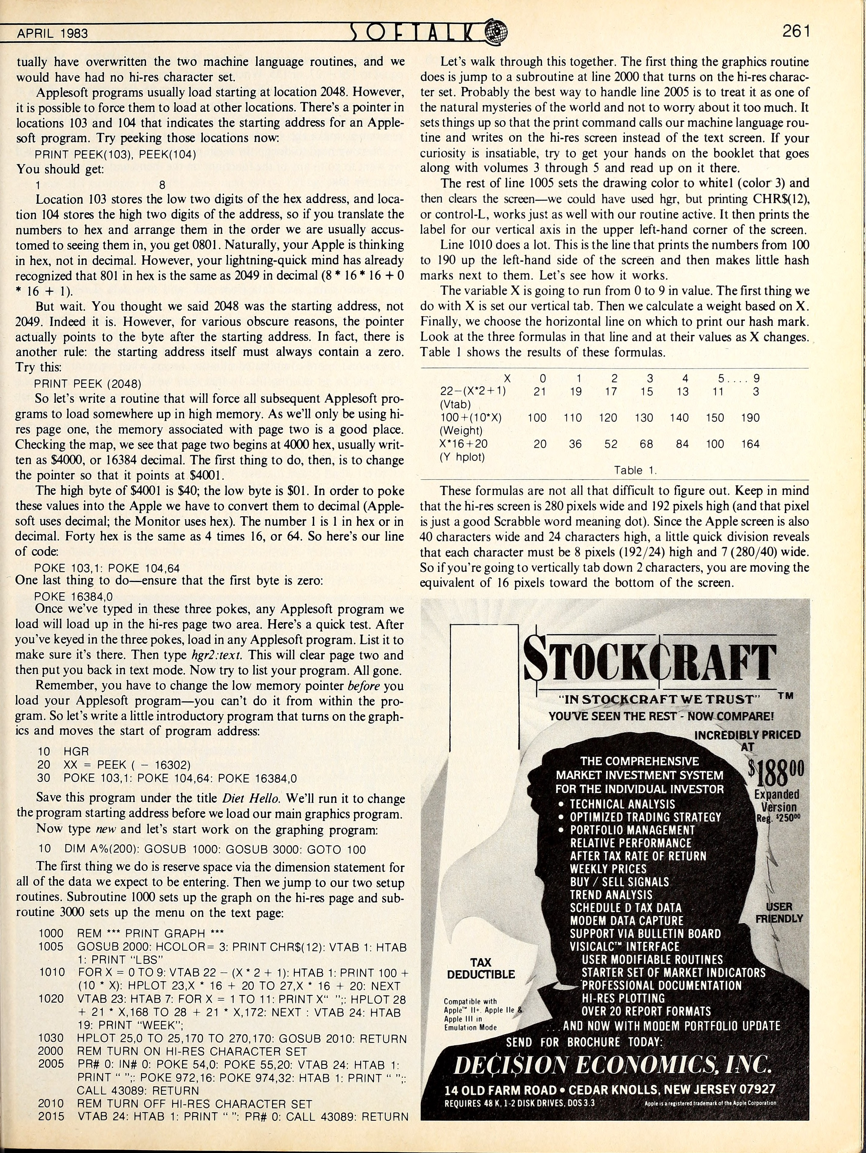 APRIL 1983
SOFTALK
261
tually have overwritten the two machine language routines, and we
would have had no hi-res character set.
Applesoft programs usually load starting at location 2048. However,
it is possible to force them to load at other locations. There's a pointer in
locations 103 and 104 that indicates the starting address for an Apple-
soft program. Try peeking those locations now:
PRINT PEEK(103), PEEK(104)
You should get:
1 8
Location 103 stores the low two digits of the hex address, and loca-
tion 104 stores the high two digits of the address, so if you translate the
numbers to hex and arrange them in the order we are usually accus-
tomed to seeing them in, you get 0801. Naturally, your Apple is thinking
in hex, not in decimal. However, your lightning-quick mind has already
recognized that 801 in hex is the same as 2049 in decimal (8 * 16 * 16 + 0
* 16 + 1).
But wait. You thought we said 2048 was the starting address, not
2049. Indeed it is. However, for various obscure reasons, the pointer
actually points to the byte after the starting address. In fact, there is
another rule: the starting address itself must always contain a zero.
Try this:
PRINT PEEK (2048)
So let's write a routine that will force all subsequent Applesoft pro-
grams to load somewhere up in high memory. As we'll only be using hi-
res page one, the memory associated with page two is a good place.
Checking the map, we see that page two begins at 4000 hex, usually writ-
ten as $4000, or 16384 decimal. The first thing to do, then, is to change
the pointer so that it points at $4001.
The high byte of $4001 is $40; the low byte is $01. In order to poke
these values into the Apple we have to convert them to decimal (Apple-
soft uses decimal; the Monitor uses hex). The number 1 is 1 in hex or in
decimal. Forty hex is the same as 4 times 16, or 64. So here's our line
of code:
POKE 103,1: POKE 104,64
One last thing to do—ensure that the first byte is zero:
POKE 16384,0
Once we've typed in these three pokes, any Applesoft program we
load will load up in the hi-res page two area. Here's a quick test. After
you've keyed in the three pokes, load in any Applesoft program. List it to
make sure it's there. Then type hgr2:text. This will clear page two and
then put you back in text mode. Now try to list your program. All gone.
Remember, you have to change the low memory pointer before you
load your Applesoft program—you can't do it from within the pro-
gram. So let's write a little introductory program that turns on the graph-
ics and moves the start of program address:
10 HGR
20 XX = PEEK ( - 16302)
30 POKE 103,1: POKE 104,64: POKE 16384,0
Save this program under the title Diet Hello. We'll run it to change
the program starting address before we load our main graphics program.
Now type new and let's start work on the graphing program:
10 DIM A%(200): GOSUB 1000: GOSUB 3000: GOTO 100
The first thing we do is reserve space via the dimension statement for
all of the data we expect to be entering. Then we jump to our two setup
routines. Subroutine 1000 sets up the graph on the hi-res page and sub-
routine 3000 sets up the menu on the text page:
1000 REM *** PRINT GRAPH ***
1005 GOSUB 2000: HCOLOR= 3: PRINT CHR$(12): VTAB 1: HTAB
1: PRINT "LBS"
1010 FOR X = 0 TO 9: VTAB 22 - (X * 2 + 1): HTAB 1: PRINT 100 +
(10 * X): HPLOT 23,X * 16 + 20 TO 27,X * 16 + 20: NEXT
1020 VTAB 23: HTAB 7: FOR X = 1 TO 11: PRINT X" ";: HPLOT 28
+ 21 * X,168 TO 28 + 21 * X,172: NEXT : VTAB 24: HTAB
19: PRINT "WEEK";
1030 HPLOT 25,0 TO 25,170 TO 270,170: GOSUB 2010: RETURN
2000 REM TURN ON HI-RES CHARACTER SET
2005 PR# 0: IN# 0: POKE 54,0: POKE 55,20: VTAB 24: HTAB 1:
PRINT " ";: POKE 972,16: POKE 974,32: HTAB 1: PRINT " ";:
CALL 43089: RETURN
2010 REM TURN OFF HI-RES CHARACTER SET
2015 VTAB 24: HTAB 1: PRINT " ": PR# 0: CALL 43089: RETURN
Let's walk through this together. The first thing the graphics routine
does is jump to a subroutine at line 2000 that turns on the hi-res charac-
ter set. Probably the best way to handle line 2005 is to treat it as one of
the natural mysteries of the world and not to worry about it too much. It
sets things up so that the print command calls our machine language rou-
tine and writes on the hi-res screen instead of the text screen. If your
curiosity is insatiable, try to get your hands on the booklet that goes
along with volumes 3 through 5 and read up on it there.
The rest of line 1005 sets the drawing color to white1 (color 3) and
then clears the screen—we could have used hgr, but printing CHR$(12),
or control-L, works just as well with our routine active. It then prints the
label for our vertical axis in the upper left-hand corner of the screen.
Line 1010 does a lot. This is the line that prints the numbers from 100
to 190 up the left-hand side of the screen and then makes little hash
marks next to them. Let's see how it works.
The variable X is going to run from 0 to 9 in value. The first thing we
do with X is set our vertical tab. Then we calculate a weight based on X.
Finally, we choose the horizontal line on which to print our hash mark.
Look at the three formulas in that line and at their values as X changes.
Table 1 shows the results of these formulas.
X 0 1 2 3 4 5.... 9
22-(X*2+1) 21 19 17 15 13 11 3
(Vtab)
100+(10*X) 100 110 120 130 140 150 190
(Weight)
X*16+20 20 36 52 68 84 100 164
(Y hplot)
Table 1.
These formulas are not all that difficult to figure out. Keep in mind
that the hi-res screen is 280 pixels wide and 192 pixels high (and that pixel
is just a good Scrabble word meaning dot). Since the Apple screen is also
40 characters wide and 24 characters high, a little quick division reveals
that each character must be 8 pixels (192/24) high and 7 (280/40) wide.
So if you're going to vertically tab down 2 characters, you are moving the
equivalent of 16 pixels toward the bottom of the screen.
STOCKCRAFT
"IN STOCKCRAFT WE TRUST" TM
YOU'VE SEEN THE REST - NOW COMPARE!
INCREDIBLY PRICED
AT
$18800
Expanded
Version
Reg. $25000
THE COMPREHENSIVE
MARKET INVESTMENT SYSTEM
FOR THE INDIVIDUAL INVESTOR
• TECHNICAL ANALYSIS
• OPTIMIZED TRADING STRATEGY
• PORTFOLIO MANAGEMENT
RELATIVE PERFORMANCE
AFTER TAX RATE OF RETURN
WEEKLY PRICES
BUY / SELL SIGNALS
TREND ANALYSIS
SCHEDULE D TAX DATA
MODEM DATA CAPTURE
SUPPORT VIA BULLETIN BOARD
VISICALC™ INTERFACE
USER MODIFIABLE ROUTINES
STARTER SET OF MARKET INDICATORS
PROFESSIONAL DOCUMENTATION
HI-RES PLOTTING
OVER 20 REPORT FORMATS
...AND NOW WITH MODEM PORTFOLIO UPDATE
USER
FRIENDLY
TAX
DEDUCTIBLE
Compatible with
Apple™ II+, Apple IIe &
Apple III in
Emulation Mode
SEND FOR BROCHURE TODAY:
DECISION ECONOMICS, INC.
14 OLD FARM ROAD • CEDAR KNOLLS, NEW JERSEY 07927
REQUIRES 48 K, 1-2 DISK DRIVES, DOS 3.3
Apple is a registered trademark of the Apple Corporation